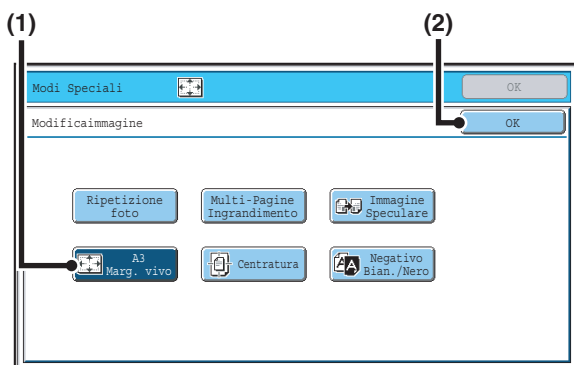 (1)
(2)
Modi Speciali
OK
Modificaimmagine
OK
Ripetizione
foto
Multi-Pagine
Ingrandimento
Immagine
Speculare
A3
Marg. vivo
Centratura
Negativo
Bian./Nero